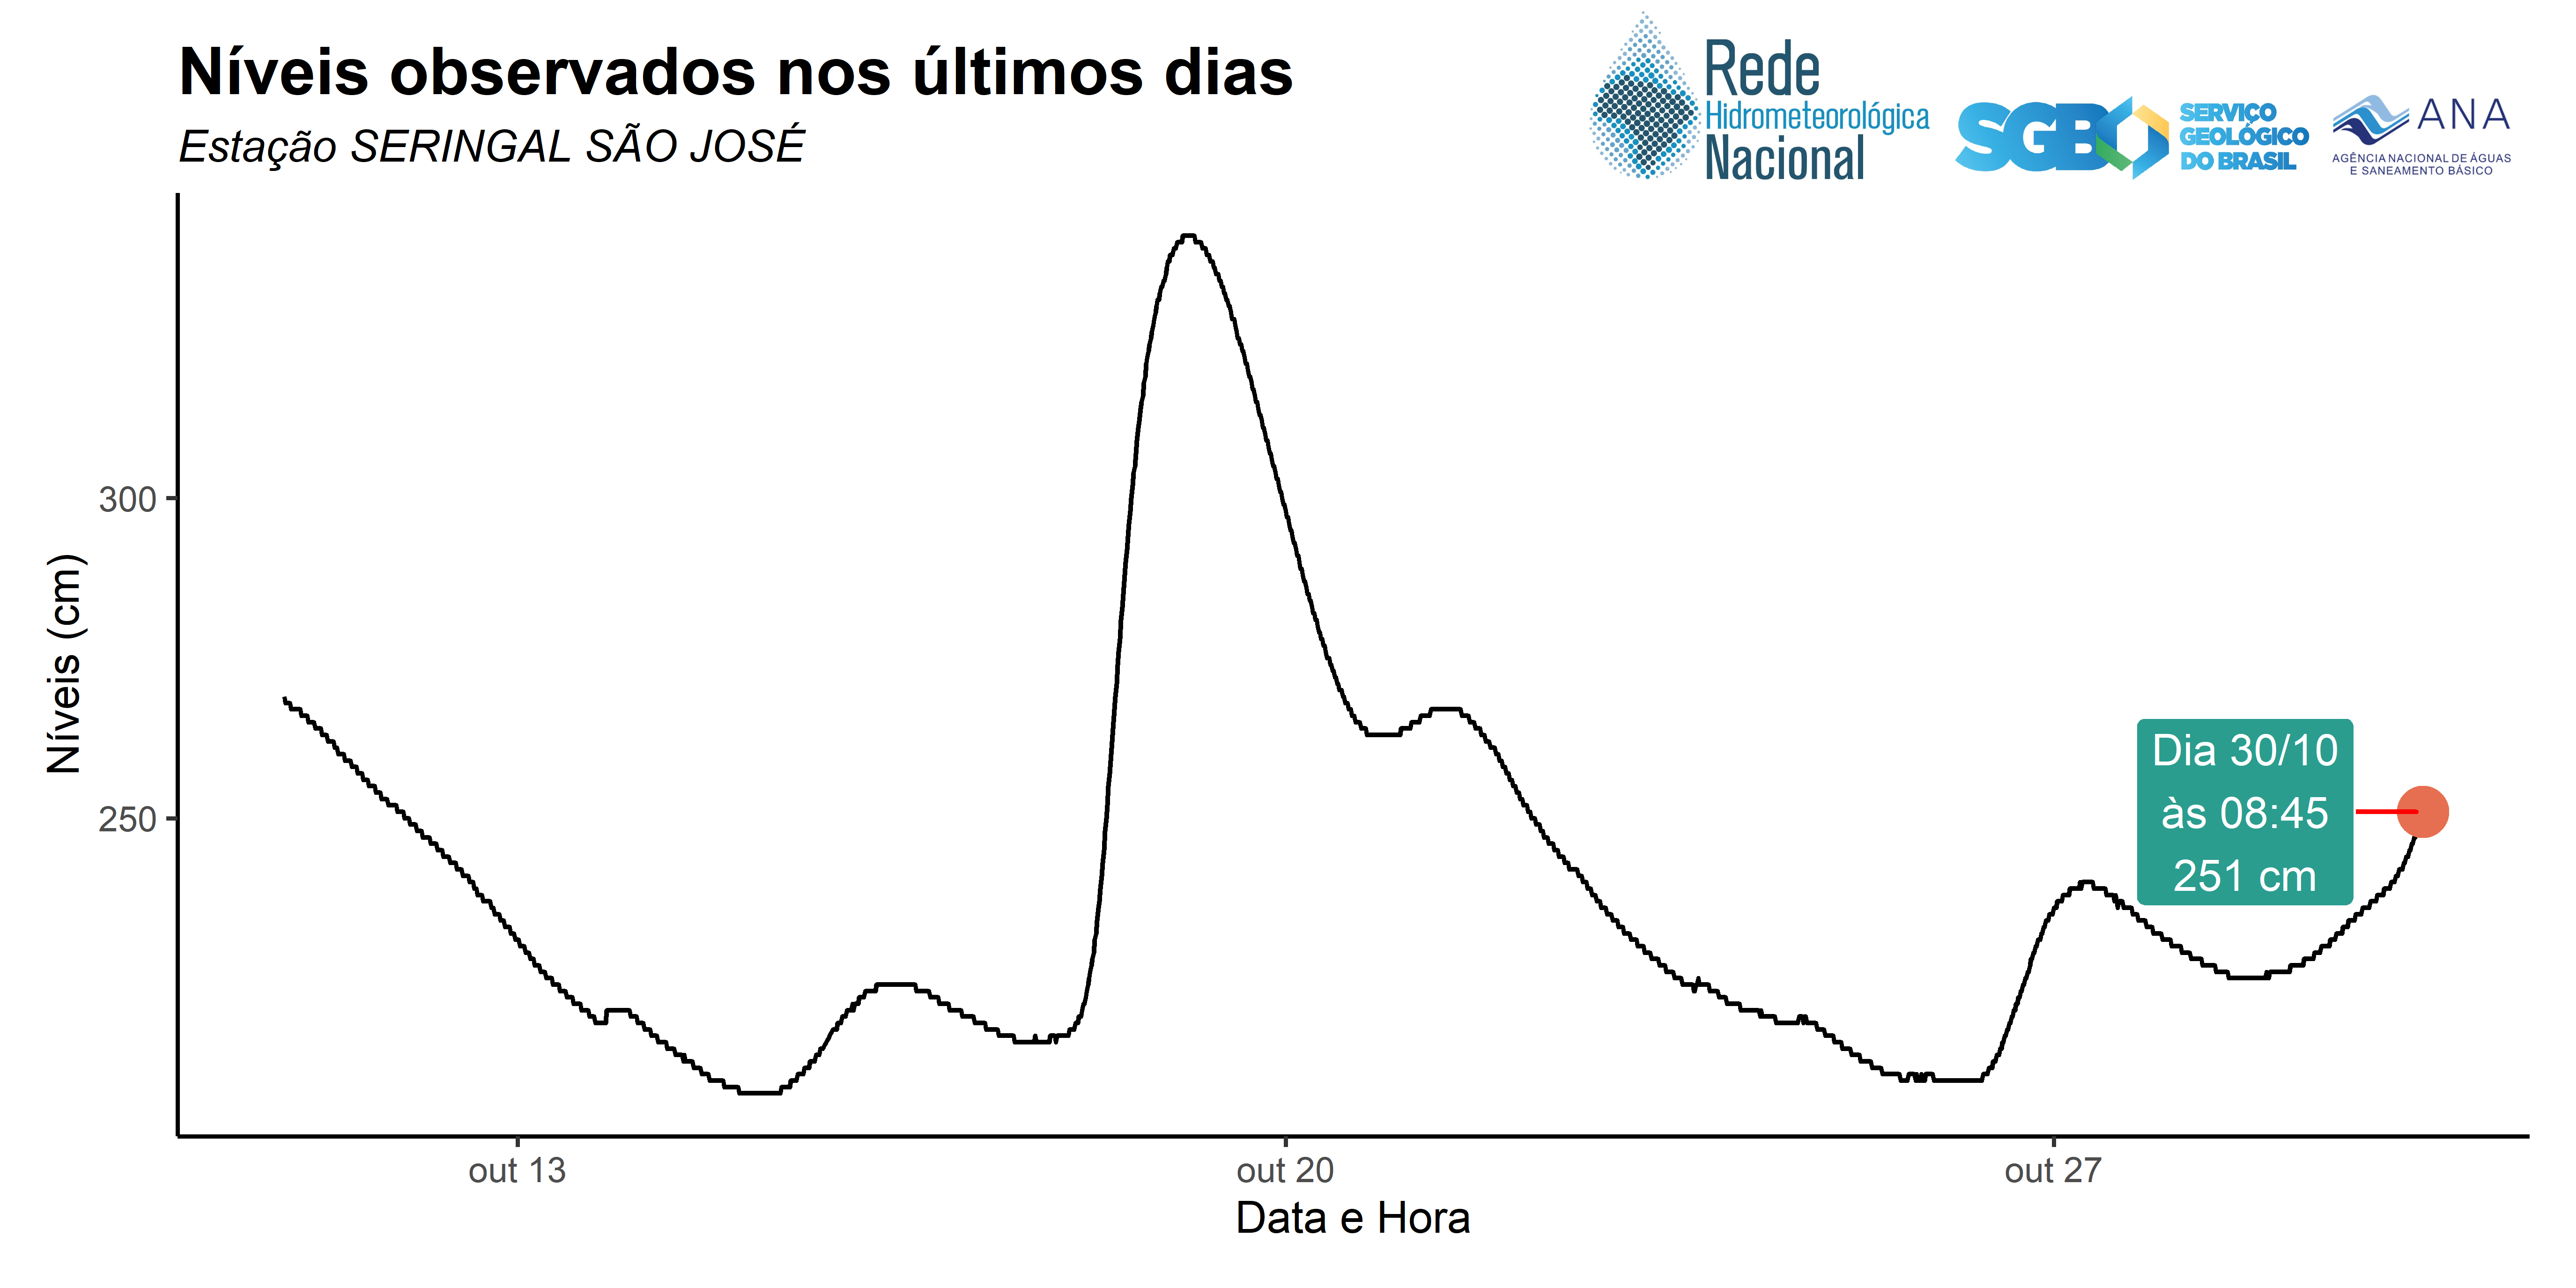 Níveis observados nos últimos dias
Estação SERINGAL SÃO JOSÉ
Rede
Hidrometeorológica
Nacional
SGB
SERVIÇO
GEOLÓGICO
DO BRASIL
ANA
AGÊNCIA NACIONAL DE ÁGUAS
E SANEAMENTO BÁSICO
Níveis (cm)
300
250
Dia 30/10
às 08:45
251 cm
out 13
out 20
out 27
Data e Hora